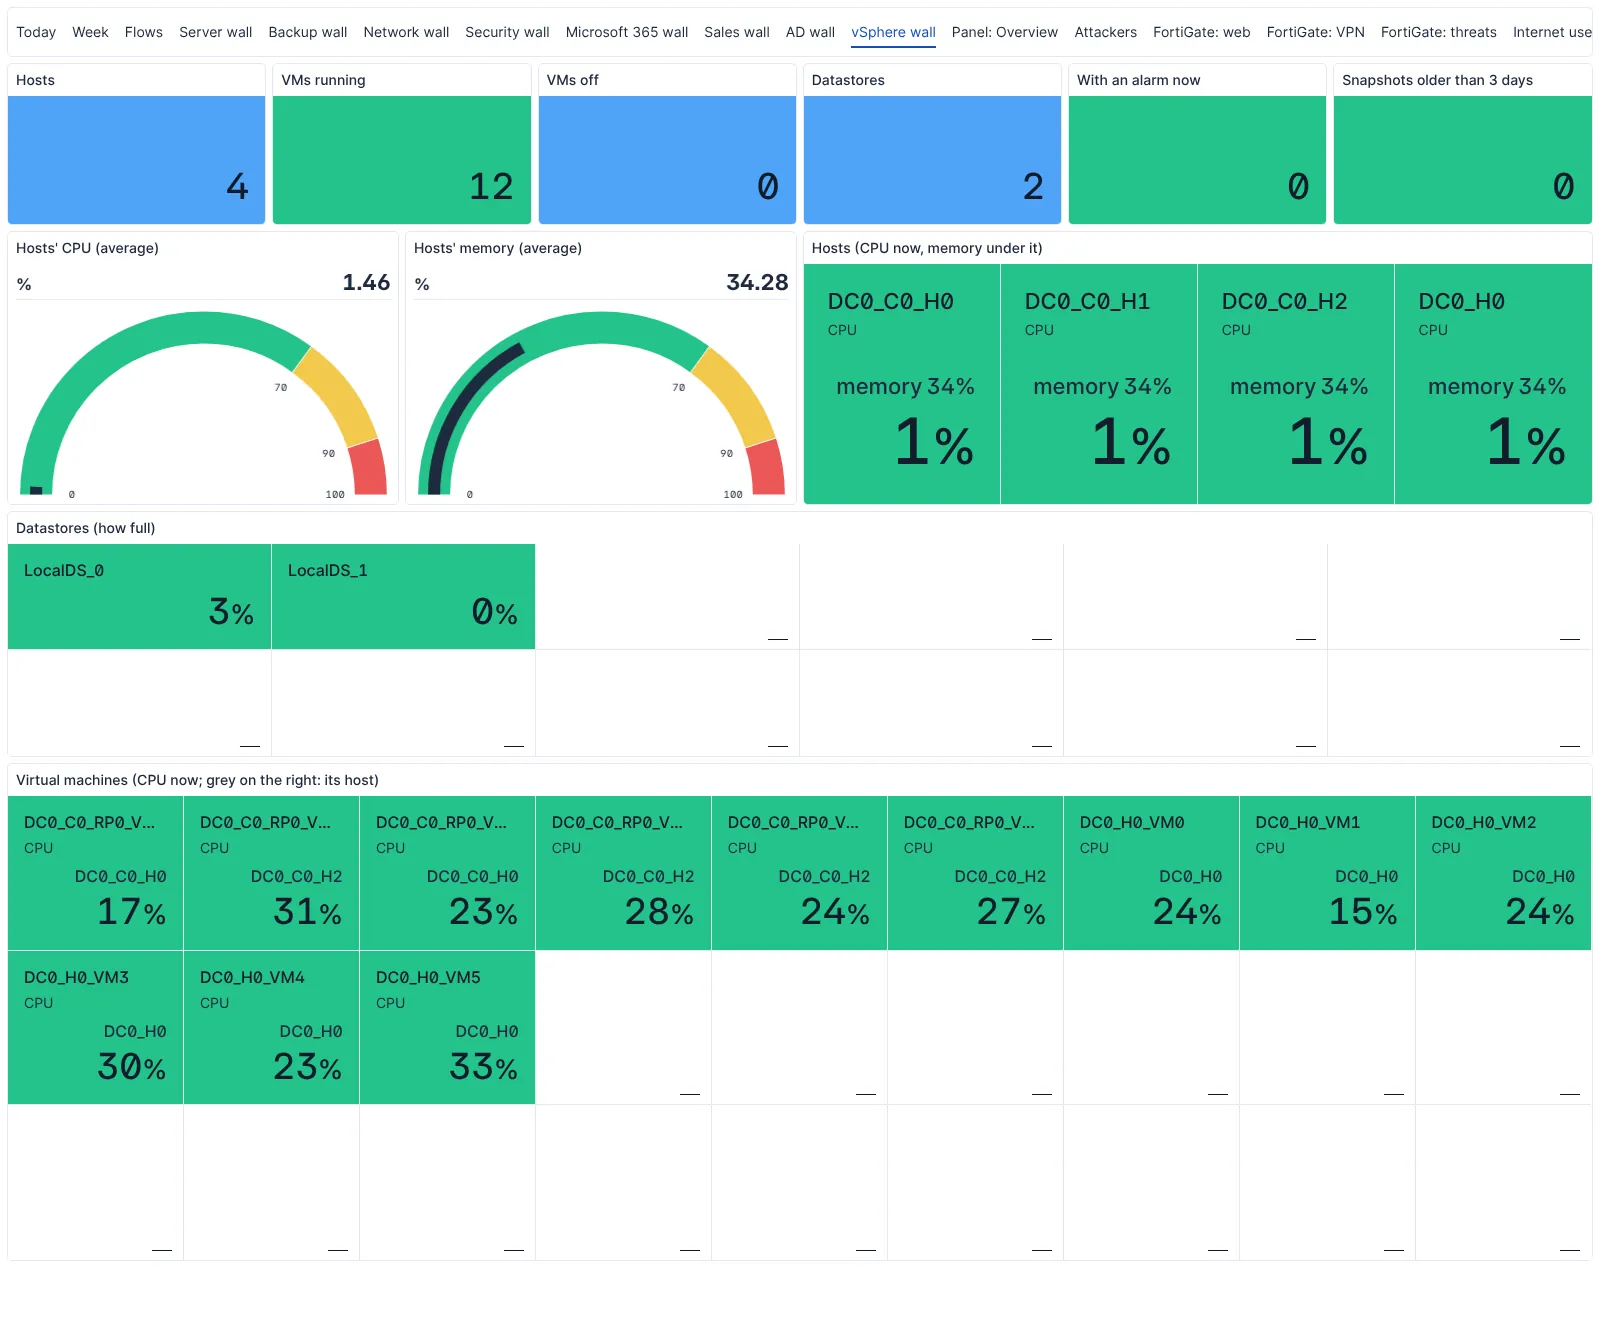 Today Week Flows Server wall Backup wall Network wall Security wall Microsoft 365 wall Sales wall AD wall vSphere wall Panel: Overview Attackers FortiGate: web FortiGate: VPN FortiGate: threats Internet use
Hosts VMs running VMs off Datastores With an alarm now Snapshots older than 3 days
4 12 0 2 0 0
Hosts' CPU (average)
% 1.46
70
90
0 100
Hosts' memory (average)
% 34.28
70
90
0 100
Hosts (CPU now, memory under it)
DC0_C0_H0 DC0_C0_H1 DC0_C0_H2 DC0_H0
CPU CPU CPU CPU
memory 34% memory 34% memory 34% memory 34%
1% 1% 1% 1%
Datastores (how full)
LocalDS_0 LocalDS_1
3% 0%
Virtual machines (CPU now; grey on the right: its host)
DC0_C0_RP0_V... DC0_C0_RP0_V... DC0_C0_RP0_V... DC0_C0_RP0_V... DC0_C0_RP0_V... DC0_C0_RP0_V... DC0_H0_VM0 DC0_H0_VM1 DC0_H0_VM2
CPU CPU CPU CPU CPU CPU CPU CPU CPU
DC0_C0_H0 DC0_C0_H2 DC0_C0_H0 DC0_C0_H2 DC0_C0_H2 DC0_C0_H2 DC0_H0 DC0_H0 DC0_H0
17% 31% 23% 28% 24% 27% 24% 15% 24%
DC0_H0_VM3 DC0_H0_VM4 DC0_H0_VM5
CPU CPU CPU
DC0_H0 DC0_H0 DC0_H0
30% 23% 33%